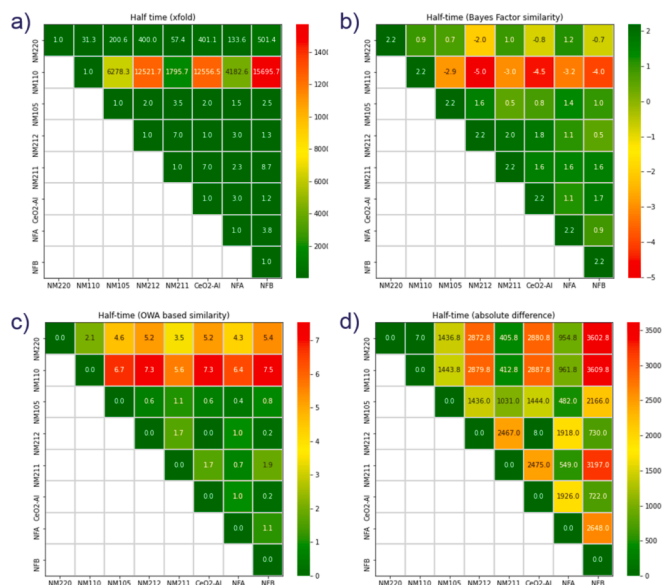 a)
Half time (xfold)
NM220 1.0 31.3 200.6 400.0 57.4 401.1 133.6 501.4
NM110 1.0 6278.3 12521.7 1795.7 12556.5 4182.6 15695.7
NM105 1.0 2.0 3.5 2.0 1.5 2.5
NM212 1.0 7.0 1.0 3.0 1.3
NM211 1.0 7.0 2.3 8.7
CeO2-Al 1.0 3.0 1.2
NFA 1.0 3.8
NFB 1.0
NM220 NM110 NM105 NM212 NM211 CeO2-Al NFA NFB
14000
12000
10000
8000
6000
4000
2000
b)
Half-time (Bayes Factor similarity)
NM220 2.2 0.9 0.7 -2.0 1.0 -0.8 1.2 -0.7
NM110 2.2 -2.9 -5.0 -3.0 -4.5 -3.2 -4.0
NM105 2.2 1.6 0.5 0.8 1.4 1.0
NM212 2.2 2.0 1.8 1.1 0.5
NM211 2.2 1.6 1.6 1.6
CeO2-Al 2.2 1.1 1.7
NFA 2.2 0.9
NFB 2.2
NM220 NM110 NM105 NM212 NM211 CeO2-Al NFA NFB
2
1
0
-1
-2
-3
-4
-5
c)
Half-time (OWA based similarity)
NM220 0.0 2.1 4.6 5.2 3.5 5.2 4.3 5.4
NM110 0.0 6.7 7.3 5.6 7.3 6.4 7.5
NM105 0.0 0.6 1.1 0.6 0.4 0.8
NM212 0.0 1.7 0.0 1.0 0.2
NM211 0.0 1.7 0.7 1.9
CeO2-Al 0.0 1.0 0.2
NFA 0.0 1.1
NFB 0.0
NM220 NM110 NM105 NM212 NM211 CeO2-Al NFA NFB
7
6
5
4
3
2
1
0
d)
Half-time (absolute difference)
NM220 0.0 7.0 1436.8 2872.8 405.8 2880.8 954.8 3602.8
NM110 0.0 1443.8 2879.8 412.8 2887.8 961.8 3609.8
NM105 0.0 1436.0 1031.0 1444.0 482.0 2166.0
NM212 0.0 2467.0 8.0 1918.0 730.0
NM211 0.0 2475.0 549.0 3197.0
CeO2-Al 0.0 1926.0 722.0
NFA 0.0 2648.0
NFB 0.0
NM220 NM110 NM105 NM212 NM211 CeO2-Al NFA NFB
3500
3000
2500
2000
1500
1000
500
0